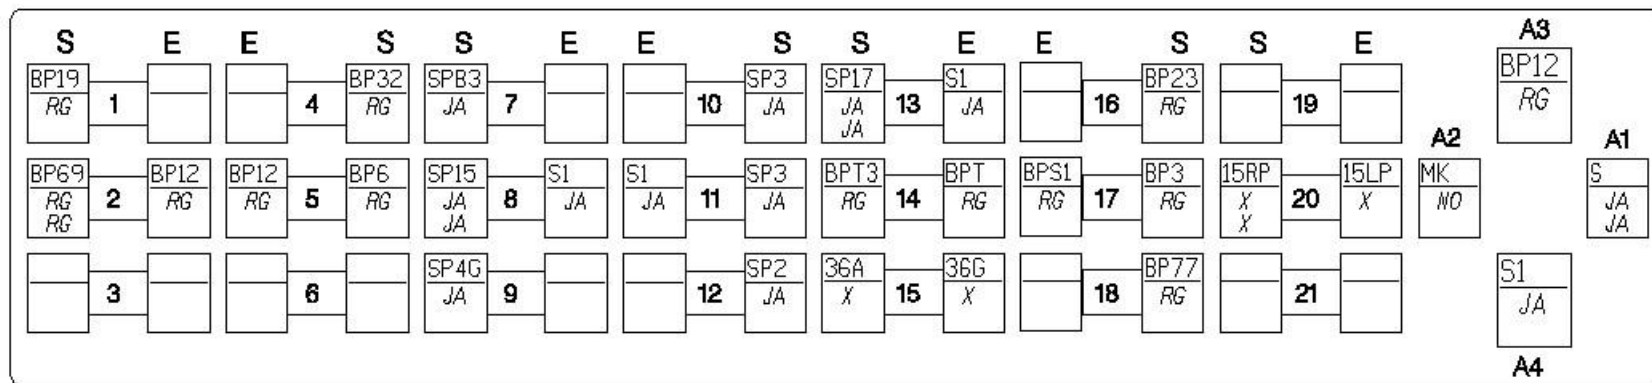 S E E S S E E S S E E S S E A3
BP19 BP32 SPB3 SP3 SP17 S1 BP23 BP12
RG 1 4 RG JA 7 10 JA JA 13 JA 16 RG 19 RG
JA
A2 A1
BP69 BP12 BP12 BP6 SP15 S1 S1 SP3 BPT3 BPT BPS1 BP3 15RP 15LP MK S
RG 2 RG RG 5 RG JA 8 JA JA 11 JA RG 14 RG RG 17 RG X 20 X NO JA
RG JA X JA
SP4G SP2 36A 36G BP77 S1
3 6 JA 9 12 JA X 15 X 18 RG 21 JA
A4